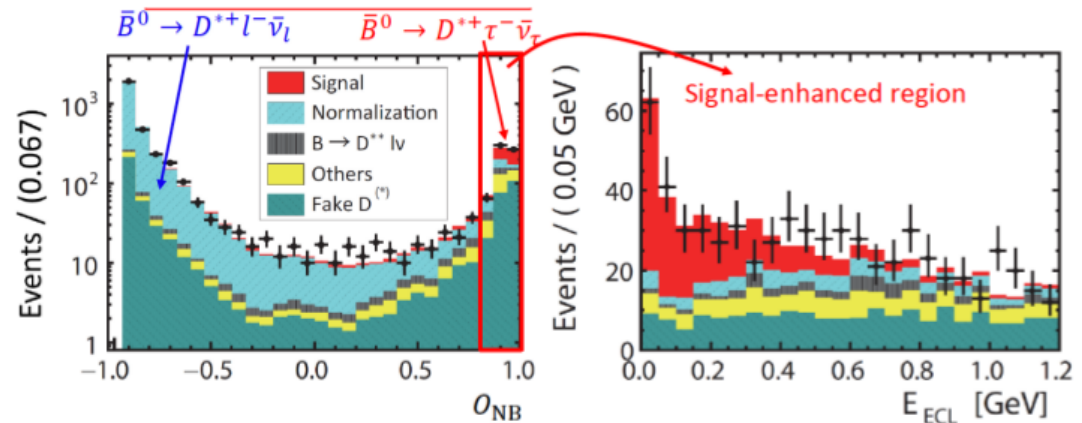 B̄⁰ → D*⁺l⁻ν̄_l
B̄⁰ → D*⁺τ⁻ν̄_τ
Signal-enhanced region
Events / (0.067)
10³
10²
10
1
Signal
Normalization
B → D** lν
Others
Fake D(*)
−1.0 −0.5 0.0 0.5 1.0
O_NB
Events / ( 0.05 GeV )
60
40
20
0
0.0 0.2 0.4 0.6 0.8 1.0 1.2
E_ECL [GeV]